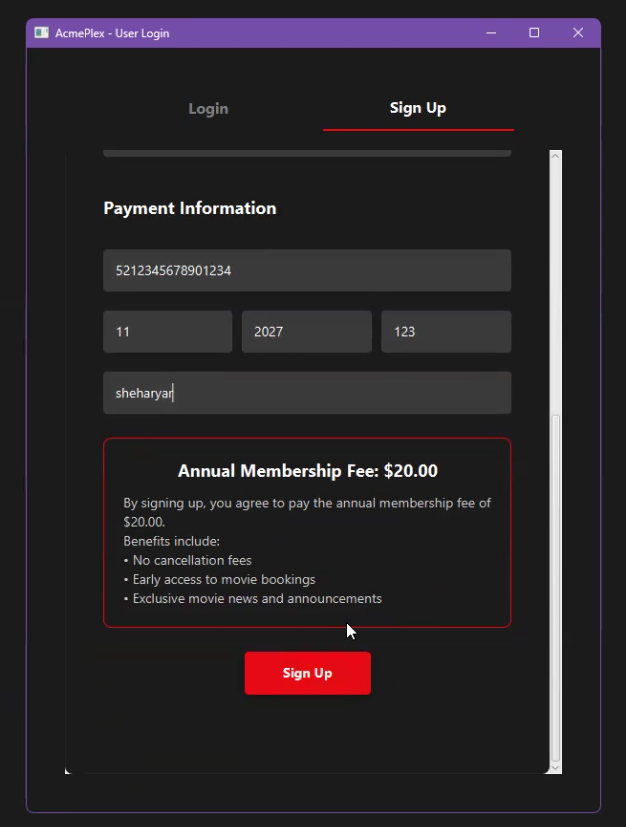 AcmePlex - User Login
Login
Sign Up
Payment Information
5212345678901234
11
2027
123
sheharyar
Annual Membership Fee: $20.00
By signing up, you agree to pay the annual membership fee of
$20.00.
Benefits include:
• No cancellation fees
• Early access to movie bookings
• Exclusive movie news and announcements
Sign Up